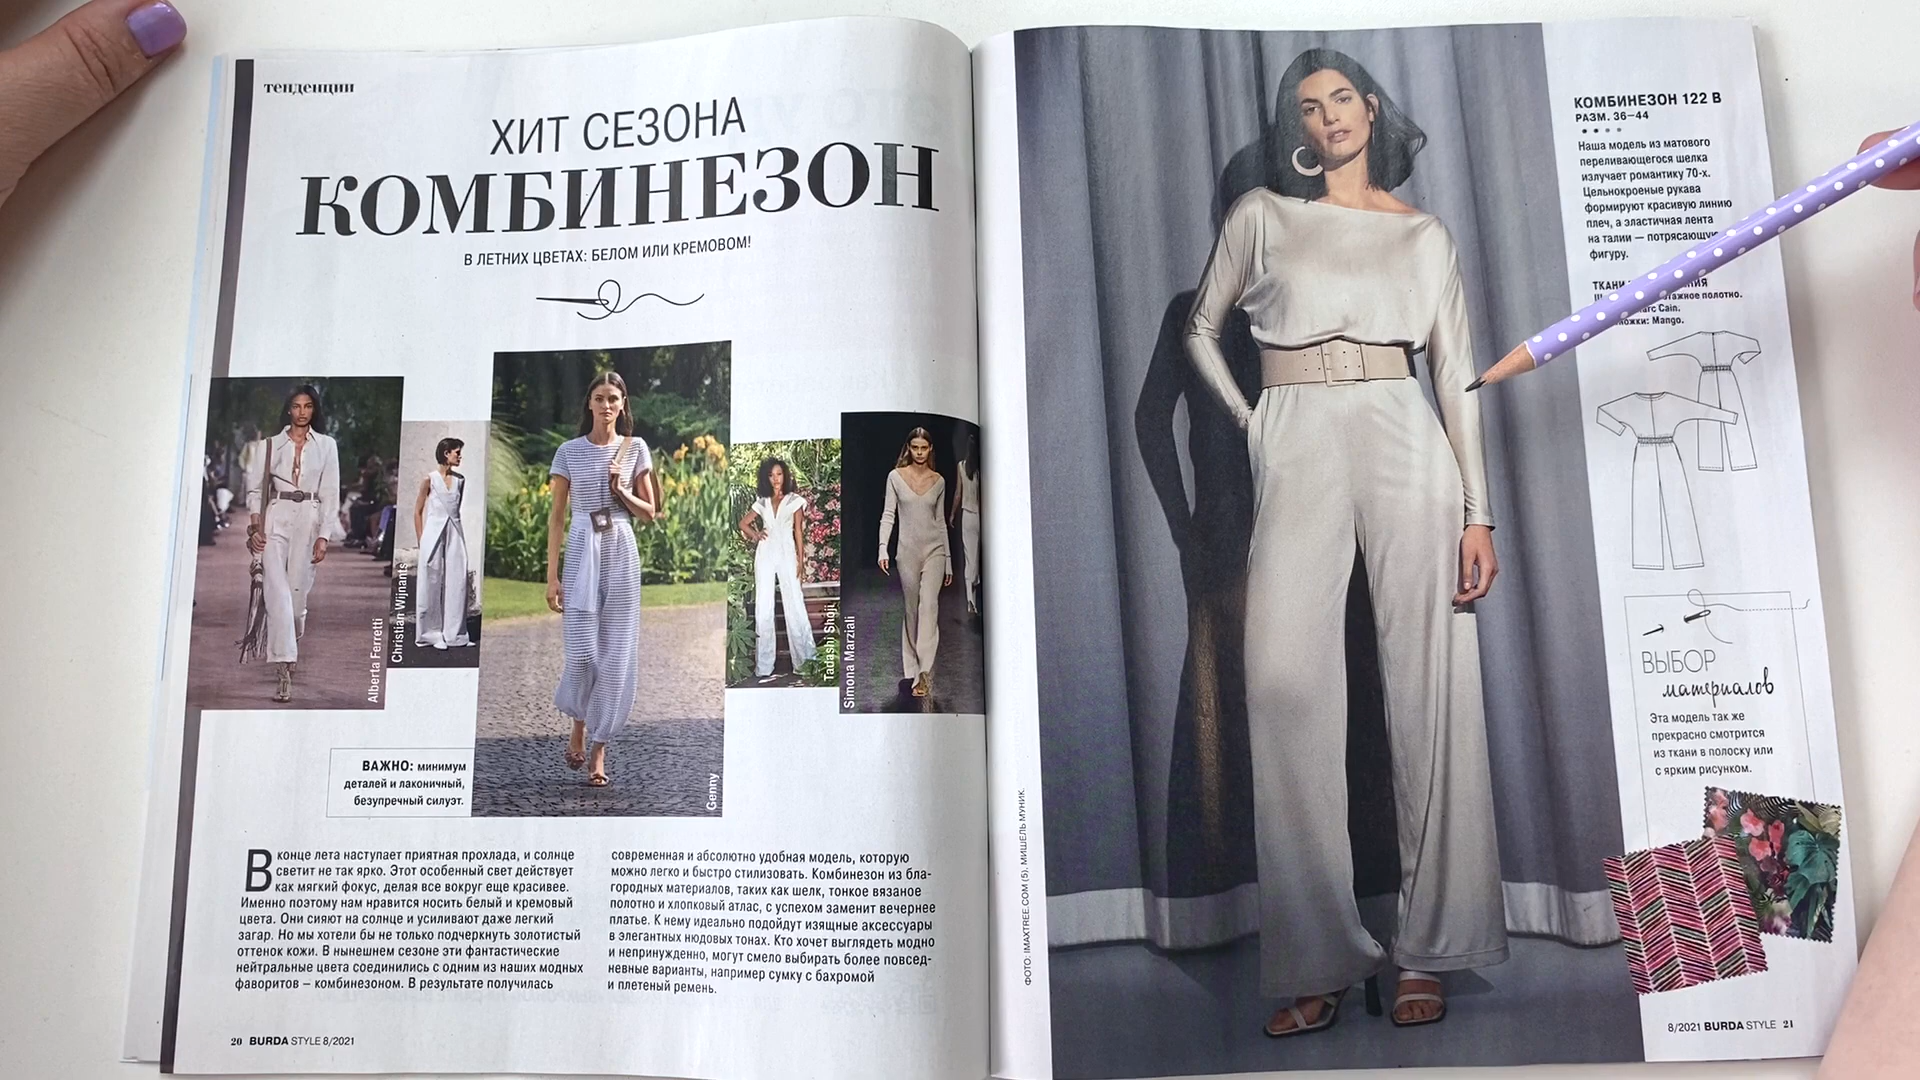 тенденции
ХИТ СЕЗОНА
КОМБИНЕЗОН
В ЛЕТНИХ ЦВЕТАХ: БЕЛОМ ИЛИ КРЕМОВОМ!
Alberta Ferretti
Christian Wijnants
Genny
Tadashi Shoji
Simona Marziali
ВАЖНО: минимум
деталей и лаконичный,
безупречный силуэт.
В конце лета наступает приятная прохлада, и солнце
светит не так ярко. Этот особенный свет действует
как мягкий фокус, делая все вокруг еще красивее.
Именно поэтому нам нравится носить белый и кремовый
цвета. Они сияют на солнце и усиливают даже легкий
загар. Но мы хотели бы не только подчеркнуть золотистый
оттенок кожи. В нынешнем сезоне эти фантастические
нейтральные цвета соединились с одним из наших модных
фаворитов – комбинезоном. В результате получилась
современная и абсолютно удобная модель, которую
можно легко и быстро стилизовать. Комбинезон из бла-
городных материалов, таких как шелк, тонкое вязаное
полотно и хлопковый атлас, с успехом заменит вечернее
платье. К нему идеально подойдут изящные аксессуары
в элегантных нюдовых тонах. Кто хочет выглядеть модно
и непринужденно, могут смело выбирать более повсед-
невные варианты, например сумку с бахромой
и плетеный ремень.
20 BURDA STYLE 8/2021
ФОТО: IMAXTREE.COM (5). МИШЕЛЬ МУНИК.
КОМБИНЕЗОН 122 B
РАЗМ. 36–44
Наша модель из матового
переливающегося шелка
излучает романтику 70-х.
Цельнокроеные рукава
формируют красивую линию
плеч, а эластичная лента
на талии — потрясающую
фигуру.
ТКАНИ
полотно.
Cain.
Mango.
ВЫБОР
материалов
Эта модель так же
прекрасно смотрится
из ткани в полоску или
с ярким рисунком.
8/2021 BURDA STYLE 21